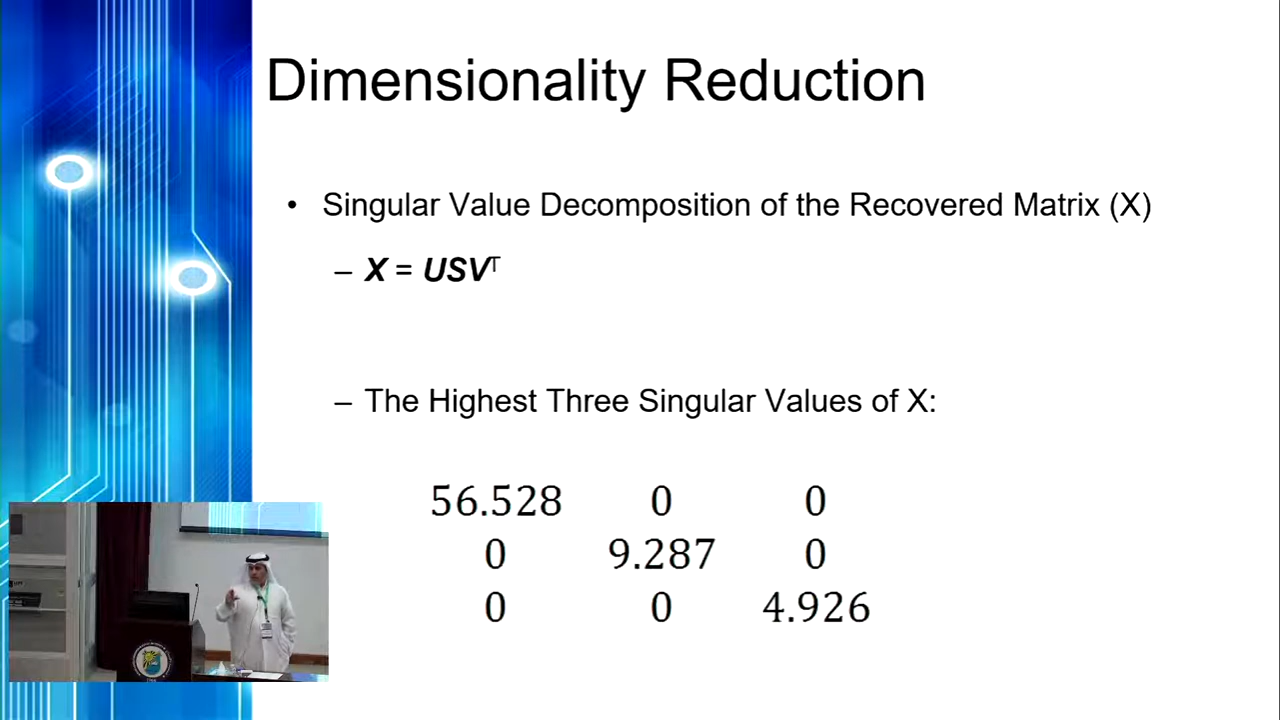 Dimensionality Reduction
• Singular Value Decomposition of the Recovered Matrix (X)
– X = USVᵀ
– The Highest Three Singular Values of X:
56.528 0 0
0 9.287 0
0 0 4.926